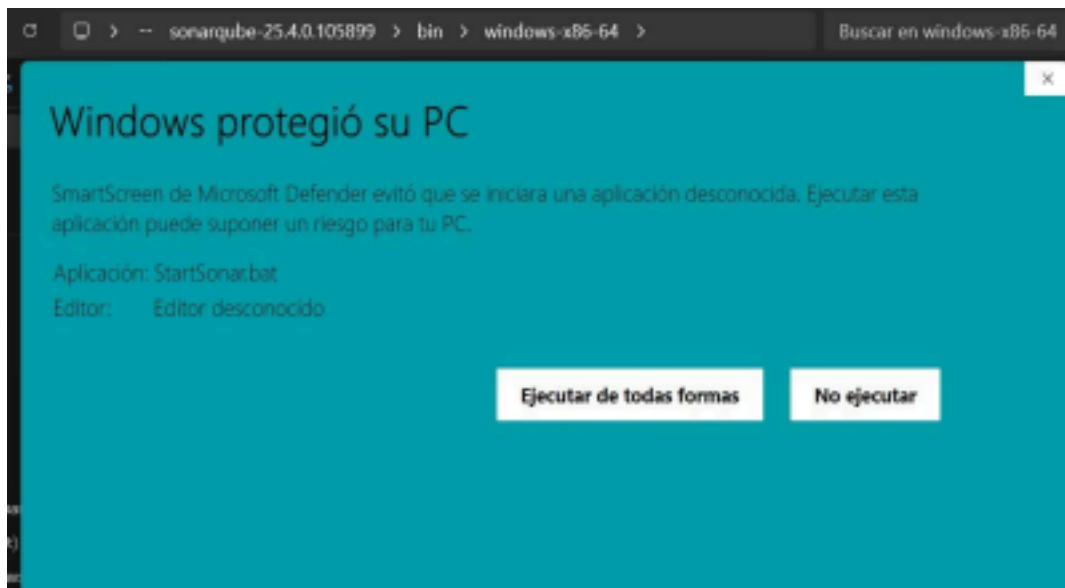 -- sonarqube-25.4.0.105899 > bin > windows-x86-64 > Buscar en windows-x86-64
Windows protegió su PC
SmartScreen de Microsoft Defender evitó que se iniciara una aplicación desconocida. Ejecutar esta
aplicación puede suponer un riesgo para tu PC.
Aplicación: StartSonar.bat
Editor: Editor desconocido
Ejecutar de todas formas No ejecutar